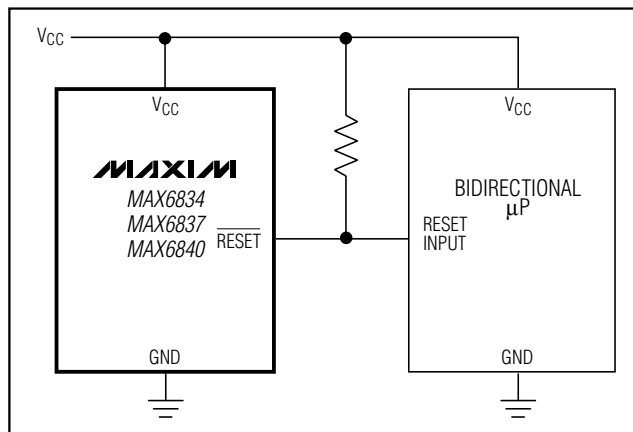 VCC
VCC
MAXIM
MAX6834
MAX6837
MAX6840
RESET
GND
VCC
BIDIRECTIONAL
μP
RESET
INPUT
GND